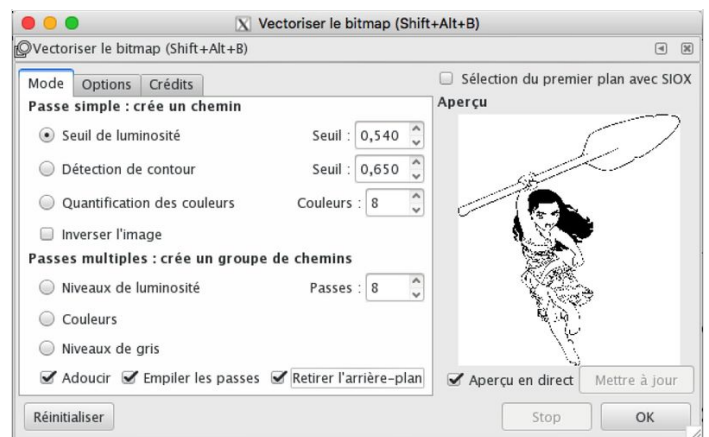 Vectoriser le bitmap (Shift+Alt+B)
Vectoriser le bitmap (Shift+Alt+B)
Mode Options Crédits
Sélection du premier plan avec SIOX
Passe simple : crée un chemin
Aperçu
Seuil de luminosité Seuil : 0,540
Détection de contour Seuil : 0,650
Quantification des couleurs Couleurs : 8
Inverser l'image
Passes multiples : crée un groupe de chemins
Niveaux de luminosité Passes : 8
Couleurs
Niveaux de gris
Adoucir Empiler les passes Retirer l'arrière-plan
Aperçu en direct Mettre à jour
Réinitialiser Stop OK